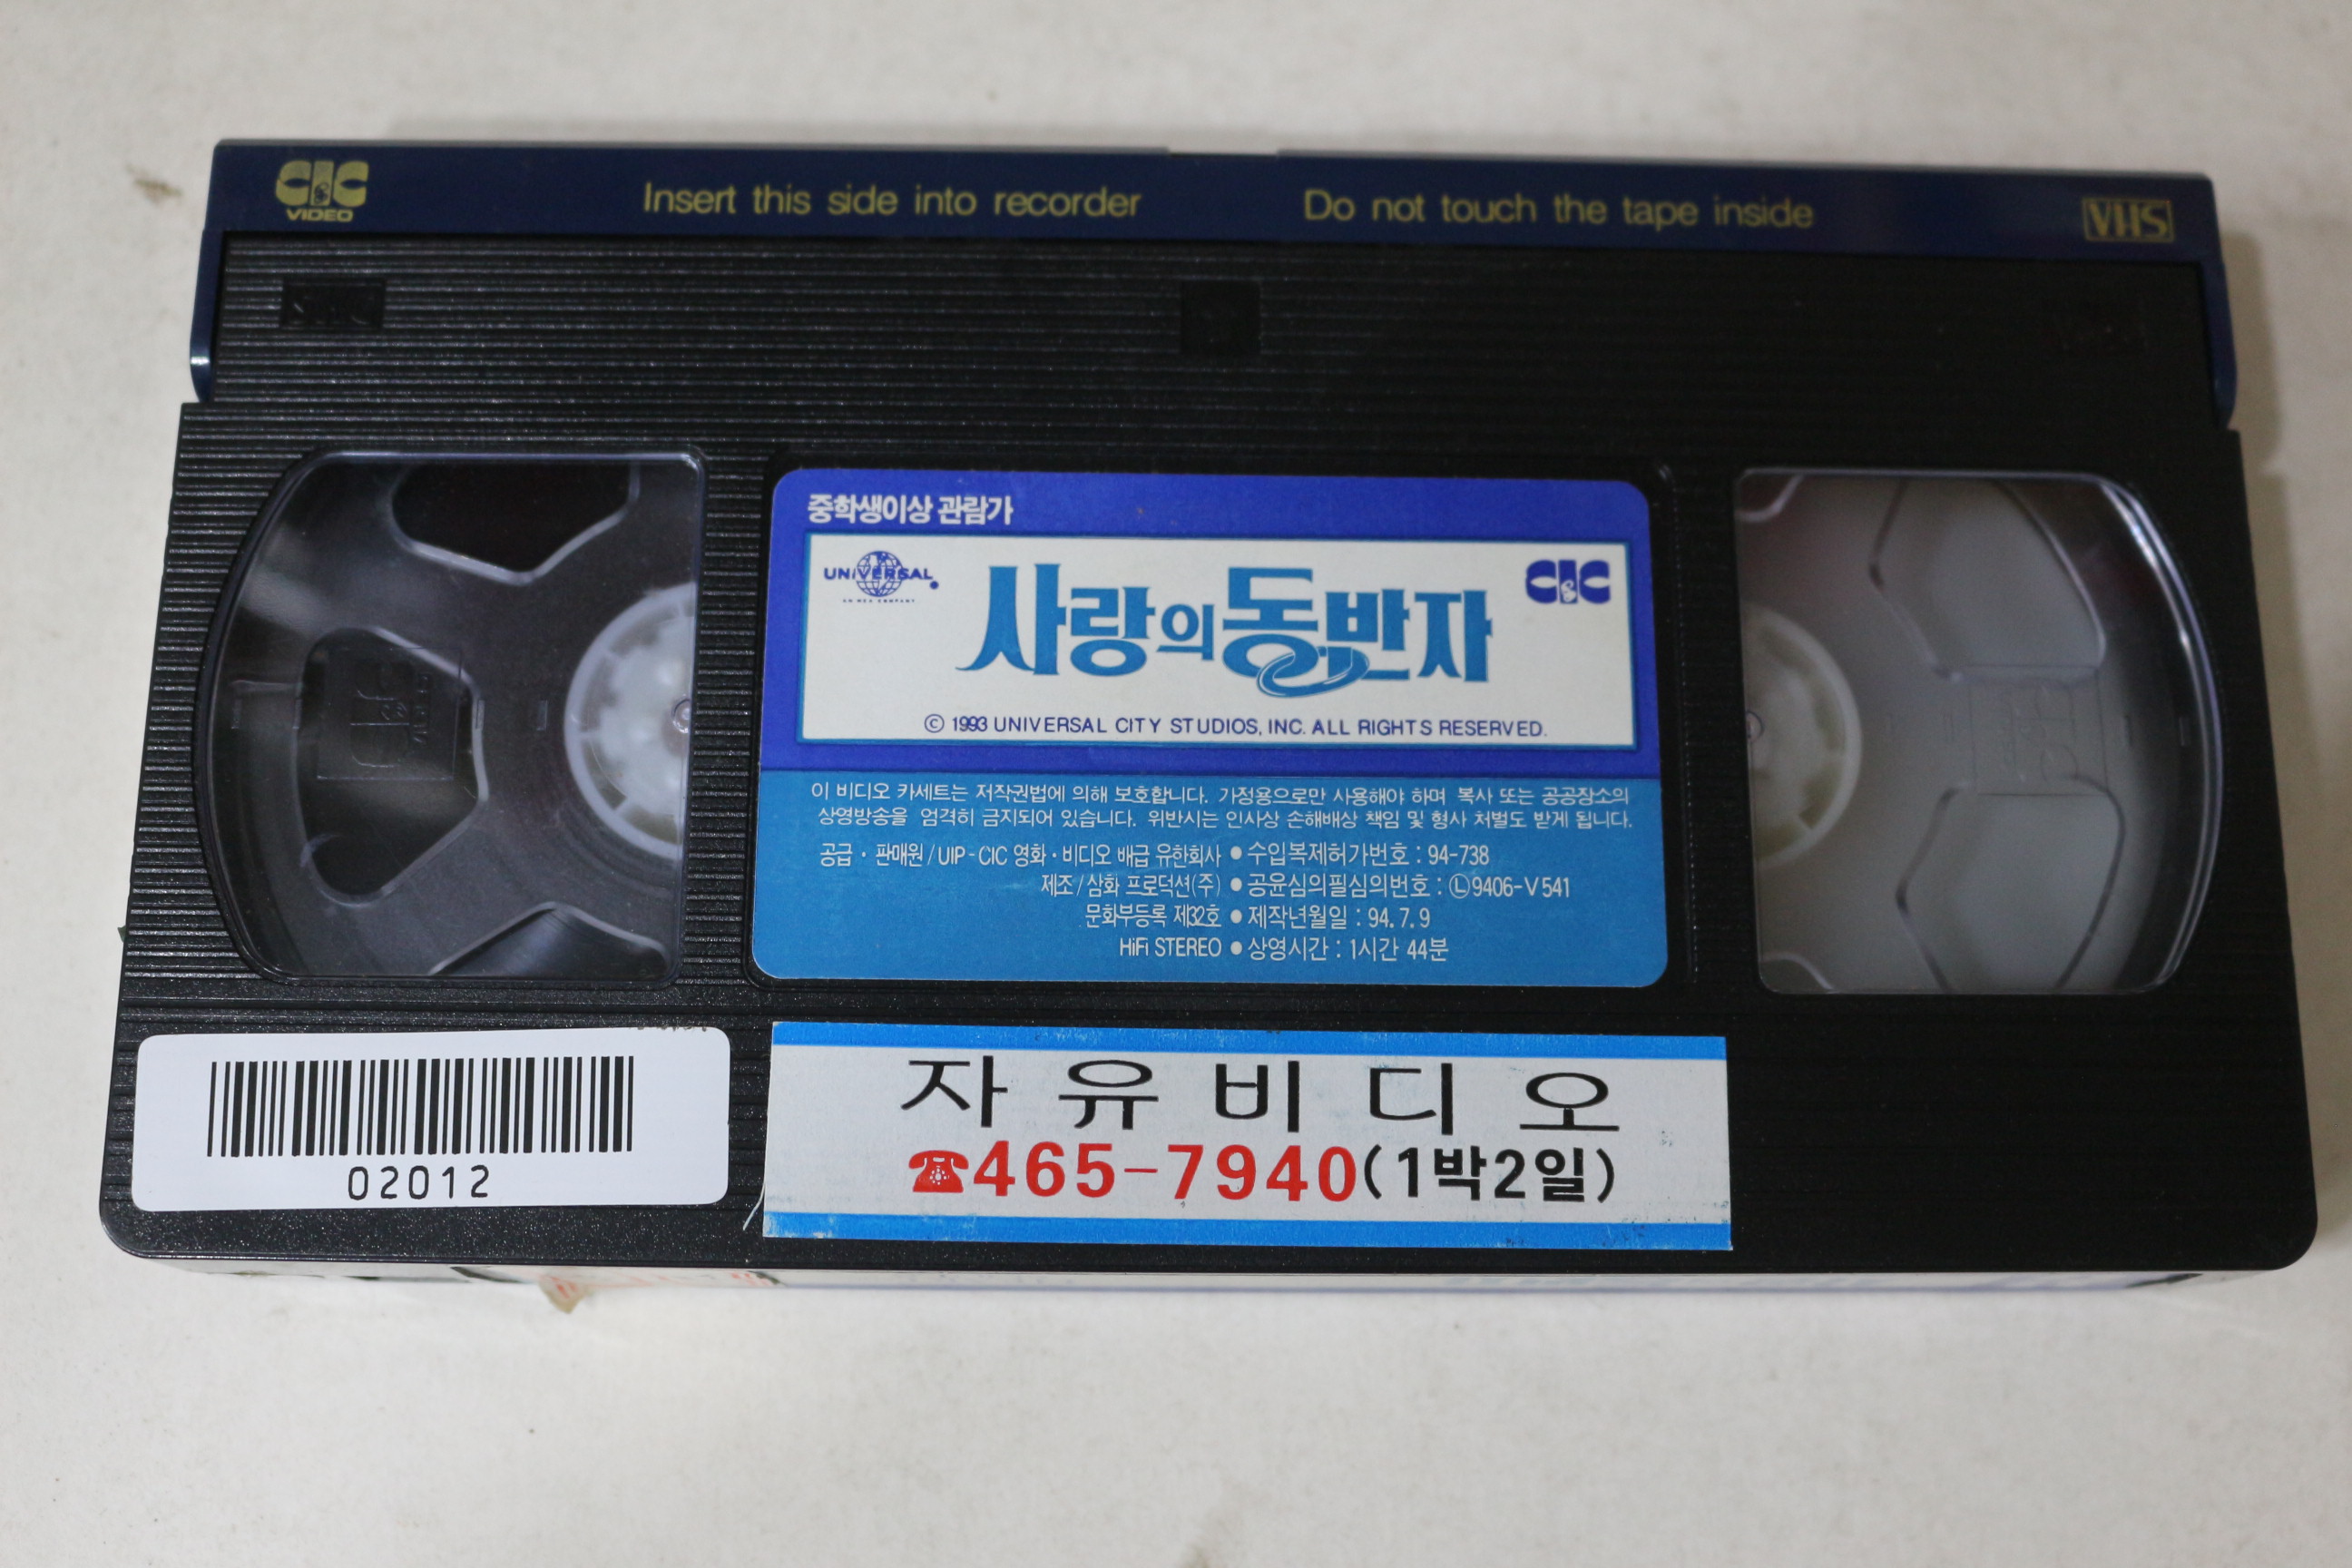 CIC
VIDEO
Insert this side into recorder
Do not touch the tape inside
VHS
중학생이상 관람가
UNIVERSAL
AN MCA COMPANY
CIC
사랑의동반자
© 1993 UNIVERSAL CITY STUDIOS, INC. ALL RIGHTS RESERVED.
이 비디오 카세트는 저작권법에 의해 보호합니다. 가정용으로만 사용해야 하며 복사 또는 공공장소의
상영방송을 엄격히 금지되어 있습니다. 위반시는 인사상 손해배상 책임 및 형사 처벌도 받게 됩니다.
공급·판매원/UIP-CIC 영화·비디오 배급 유한회사 ● 수입복제허가번호 : 94-738
제조/삼화 프로덕션(주) ● 공윤심의필심의번호 : Ⓛ9406-V541
문화부등록 제32호 ● 제작년월일 : 94.7.9
HiFi STEREO ● 상영시간 : 1시간 44분
02012
자유비디오
☎465-7940(1박2일)